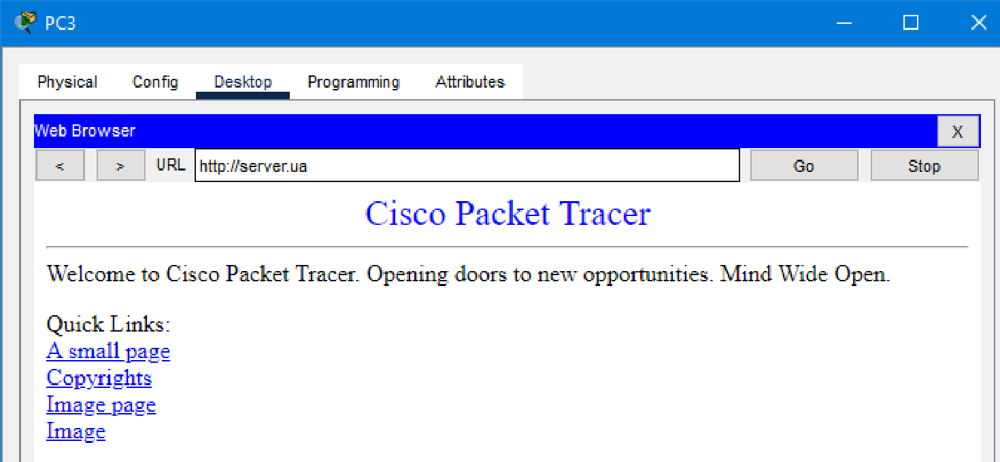 PC3
Physical Config Desktop Programming Attributes
Web Browser X
< > URL http://server.ua Go Stop
Cisco Packet Tracer
Welcome to Cisco Packet Tracer. Opening doors to new opportunities. Mind Wide Open.
Quick Links:
A small page
Copyrights
Image page
Image